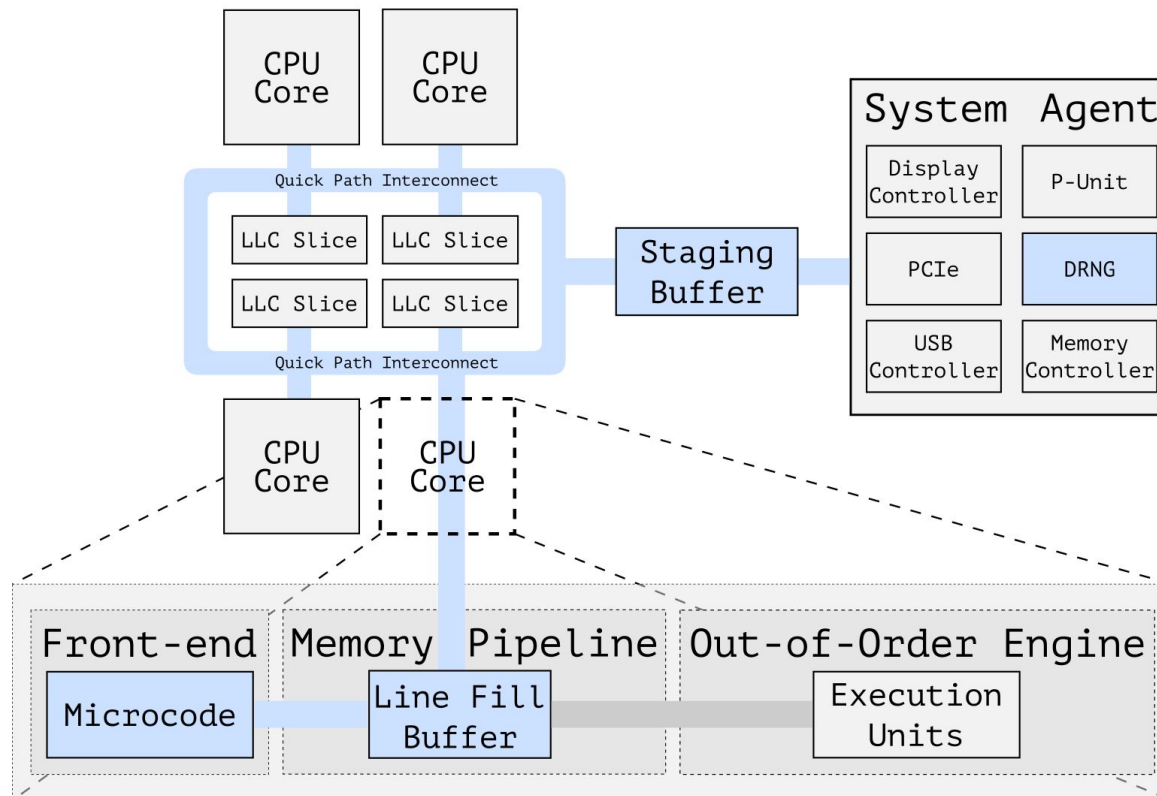 CPU
Core
CPU
Core
System Agent
Quick Path Interconnect
Display
Controller
P-Unit
LLC Slice
LLC Slice
Staging
Buffer
PCIe
DRNG
LLC Slice
LLC Slice
USB
Controller
Memory
Controller
Quick Path Interconnect
CPU
Core
CPU
Core
Front-end
Memory Pipeline
Out-of-Order Engine
Microcode
Line Fill
Buffer
Execution
Units